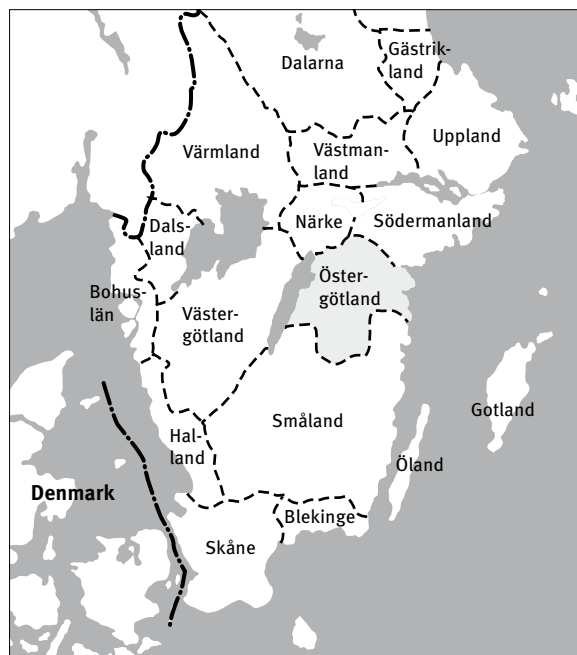 Gästrik-
land
Dalarna
Uppland
Värmland
Västman-
land
Närke
Södermanland
Dals-
land
Öster-
götland
Bohus-
län
Väster-
götland
Gotland
Småland
Hal-
land
Öland
Denmark
Blekinge
Skåne